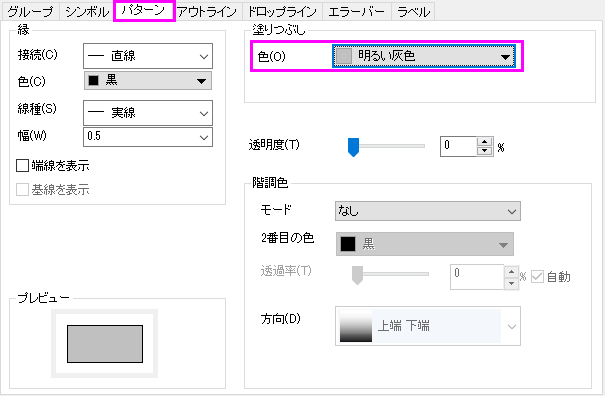 グループ シンボル パターン アウトライン ドロップライン エラーバー ラベル
縁
接続(C) 直線
色(C) 黒
線種(S) 実線
幅(W) 0.5
端線を表示
基線を表示
プレビュー
塗りつぶし
色(O) 明るい灰色
透明度(T) 0 %
階調色
モード なし
2番目の色 黒
透過率(T) 0 % 自動
方向(D) 上端 下端